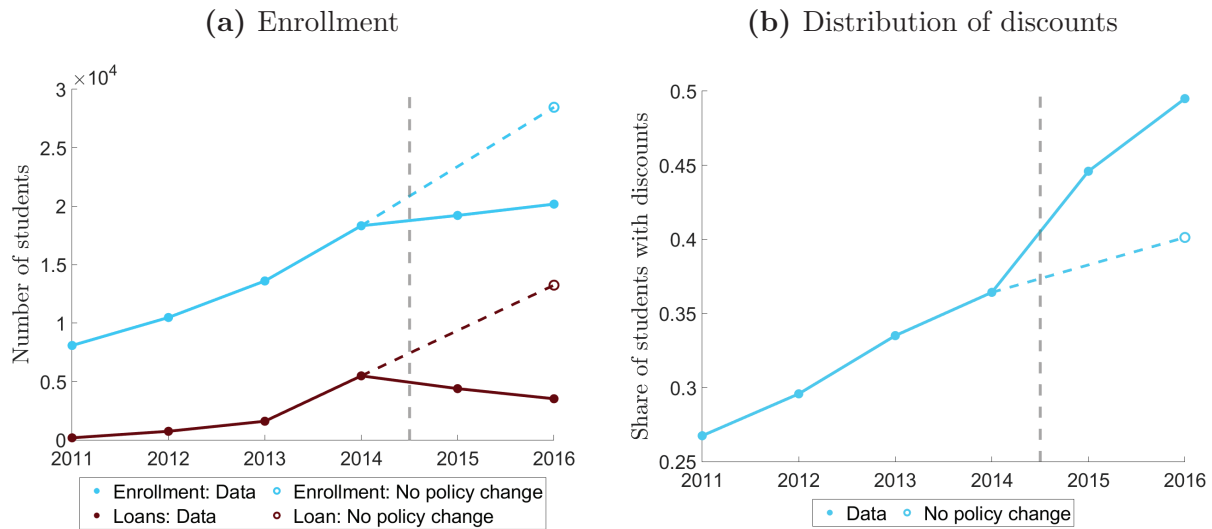 (a) Enrollment
×10⁴
3
2.5
2
1.5
1
0.5
0
Number of students
2011 2012 2013 2014 2015 2016
Enrollment: Data Enrollment: No policy change
Loans: Data Loan: No policy change
(b) Distribution of discounts
0.5
0.45
0.4
0.35
0.3
0.25
Share of students with discounts
2011 2012 2013 2014 2015 2016
Data No policy change